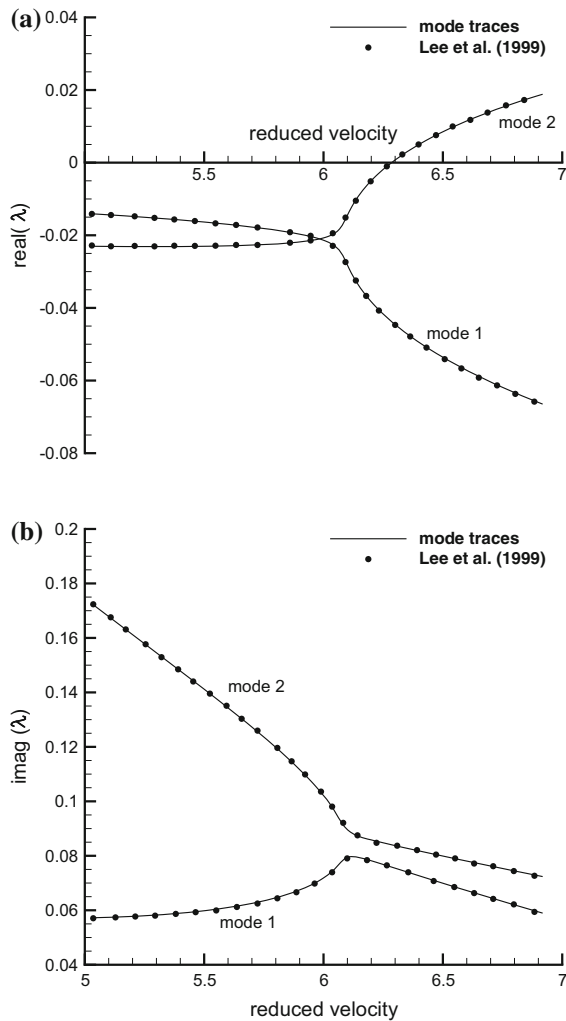 (a)
0.04
mode traces
Lee et al. (1999)
0.02
mode 2
reduced velocity
0
5.5
6
6.5
7
-0.02
real(λ)
mode 1
-0.04
-0.06
-0.08
(b)
0.2
mode traces
Lee et al. (1999)
0.18
0.16
0.14
mode 2
imag (λ)
0.12
0.1
0.08
0.06
mode 1
0.04
5
5.5
6
6.5
7
reduced velocity